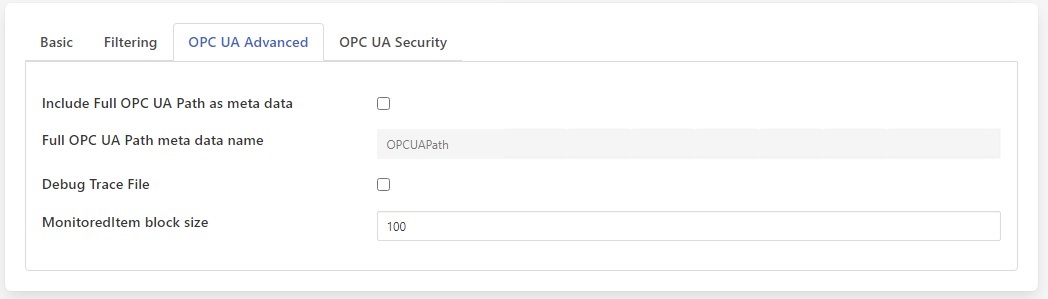 Basic Filtering OPC UA Advanced OPC UA Security
Include Full OPC UA Path as meta data
Full OPC UA Path meta data name OPCUAPath
Debug Trace File
MonitoredItem block size 100